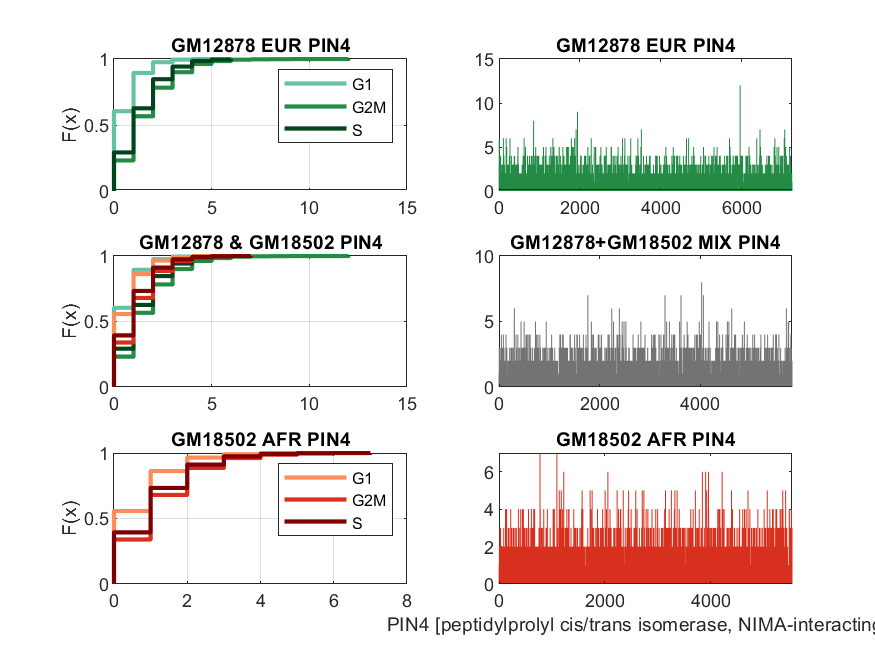 GM12878 EUR PIN4
F(x)
1
0.5
0
0
5
10
15
G1
G2M
S
GM12878 EUR PIN4
15
10
5
0
0
2000
4000
6000
GM12878 & GM18502 PIN4
F(x)
1
0.5
0
0
5
10
15
GM12878+GM18502 MIX PIN4
10
5
0
0
2000
4000
GM18502 AFR PIN4
F(x)
1
0.5
0
0
2
4
6
8
G1
G2M
S
GM18502 AFR PIN4
6
4
2
0
0
2000
4000
PIN4 [peptidylprolyl cis/trans isomerase, NIMA-interacting